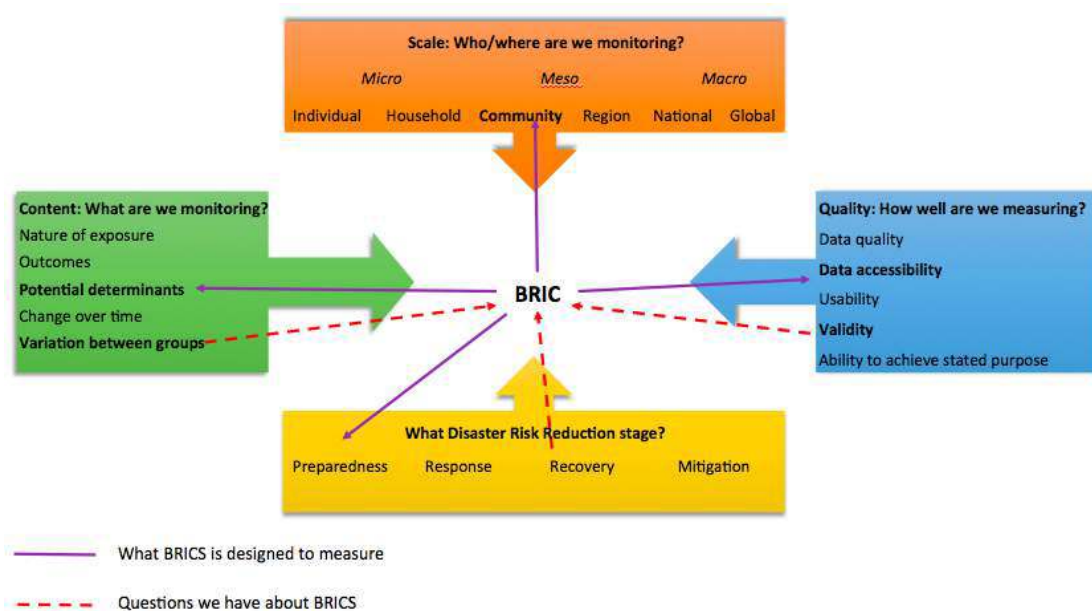 Scale: Who/where are we monitoring?
Micro Meso Macro
Individual Household Community Region National Global
Content: What are we monitoring?
Nature of exposure
Outcomes
Potential determinants
Change over time
Variation between groups
BRIC
Quality: How well are we measuring?
Data quality
Data accessibility
Usability
Validity
Ability to achieve stated purpose
What Disaster Risk Reduction stage?
Preparedness Response Recovery Mitigation
What BRICS is designed to measure
Questions we have about BRICS